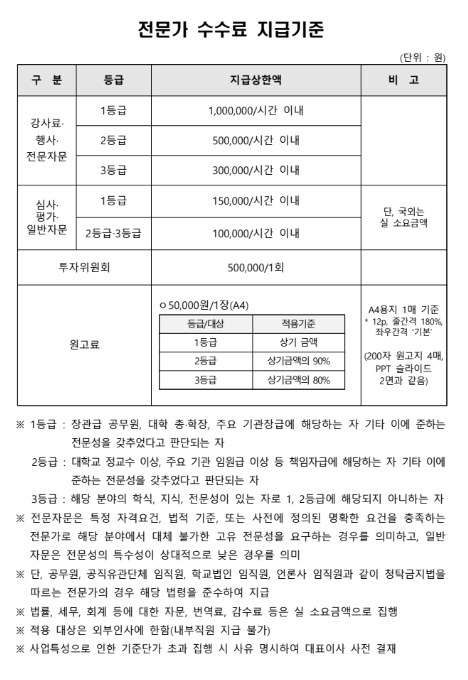 전문가 수수료 지급기준
(단위 : 원)
구 분 등급 지급상한액 비 고
강사료·
행사·
전문자문
1등급 1,000,000/시간 이내
2등급 500,000/시간 이내
3등급 300,000/시간 이내
심사·
평가·
일반자문
1등급 150,000/시간 이내
2등급·3등급 100,000/시간 이내
단, 국외는
실 소요금액
투자위원회 500,000/1회
원고료
ㅇ50,000원/1장(A4)
등급/대상 적용기준
1등급 상기 금액
2등급 상기금액의 90%
3등급 상기금액의 80%
A4용지 1매 기준
* 12p, 줄간격 180%,
좌우간격 '기본'
(200자 원고지 4매,
PPT 슬라이드
2면과 같음)
※ 1등급 : 장관급 공무원, 대학 총·학장, 주요 기관장급에 해당하는 자 기타 이에 준하는
전문성을 갖추었다고 판단되는 자
2등급 : 대학교 정교수 이상, 주요 기관 임원급 이상 등 책임자급에 해당하는 자 기타 이에
준하는 전문성을 갖추었다고 판단되는 자
3등급 : 해당 분야의 학식, 지식, 전문성이 있는 자로 1, 2등급에 해당되지 아니하는 자
※ 전문자문은 특정 자격요건, 법적 기준, 또는 사전에 정의된 명확한 요건을 충족하는
전문가로 해당 분야에서 대체 불가한 고유 전문성을 요구하는 경우를 의미하고, 일반
자문은 전문성의 특수성이 상대적으로 낮은 경우를 의미
※ 단, 공무원, 공직유관단체 임직원, 학교법인 임직원, 언론사 임직원과 같이 청탁금지법을
따르는 전문가의 경우 해당 법령을 준수하여 지급
※ 법률, 세무, 회계 등에 대한 자문, 번역료, 감수료 등은 실 소요금액으로 집행
※ 적용 대상은 외부인사에 한함(내부직원 지급 불가)
※ 사업특성으로 인한 기준단가 초과 집행 시 사유 명시하여 대표이사 사전 결재